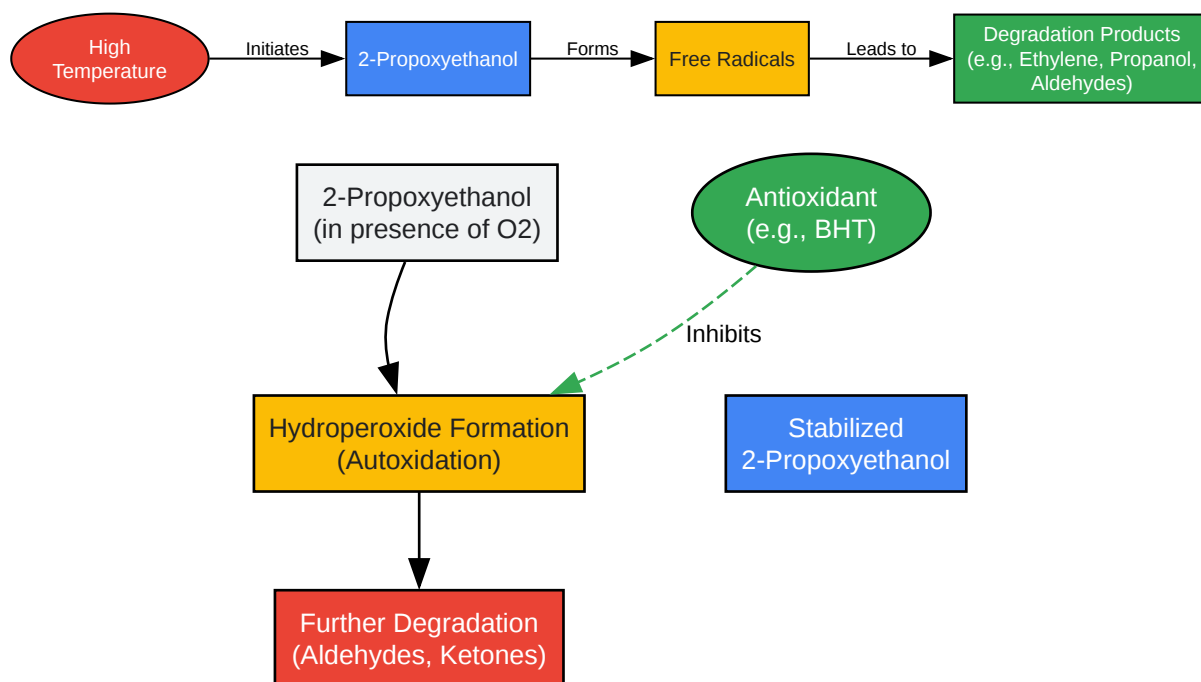 High
Temperature
Initiates
2-Propoxyethanol
Forms
Free Radicals
Leads to
Degradation Products
(e.g., Ethylene, Propanol,
Aldehydes)
2-Propoxyethanol
(in presence of O2)
Antioxidant
(e.g., BHT)
Inhibits
Hydroperoxide Formation
(Autoxidation)
Stabilized
2-Propoxyethanol
Further Degradation
(Aldehydes, Ketones)